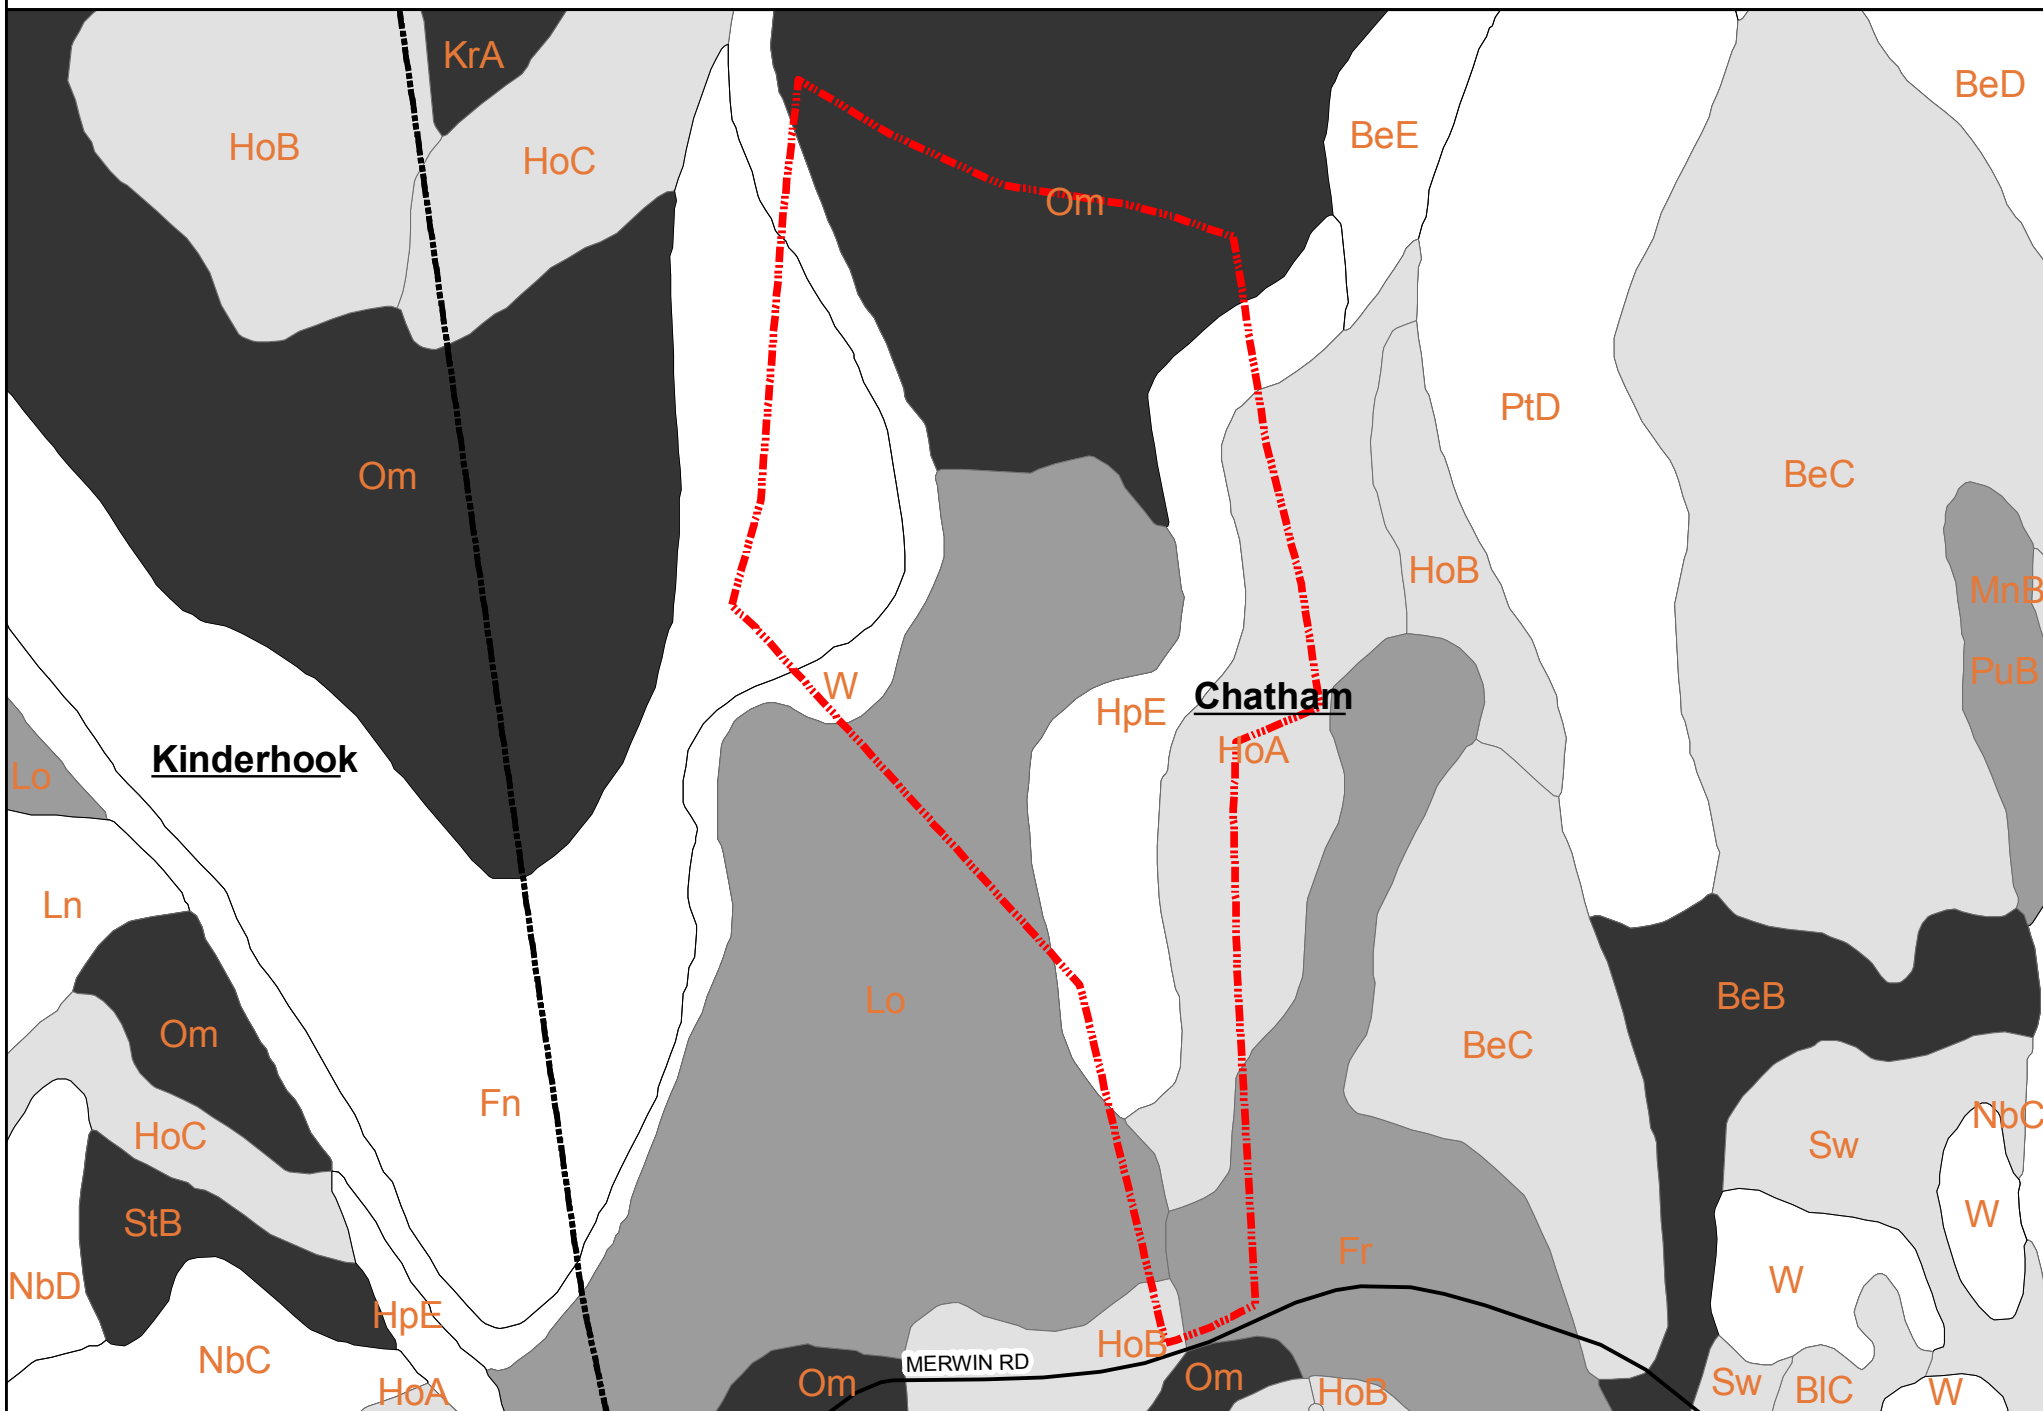 KrA
BeD
BeE
HoB
HoC
Om
PtD
BeC
Om
HoB
MnB
PuB
W
Chatham
HpE
HoA
Kinderhook
Lo
Ln
BeB
Lo
Om
BeC
Fn
NbC
HoC
Sw
StB
W
Fr
NbD
W
HpE
HoB
NbC
MERWIN RD
Om
Om
HoA
HoB
Sw
BlC
W